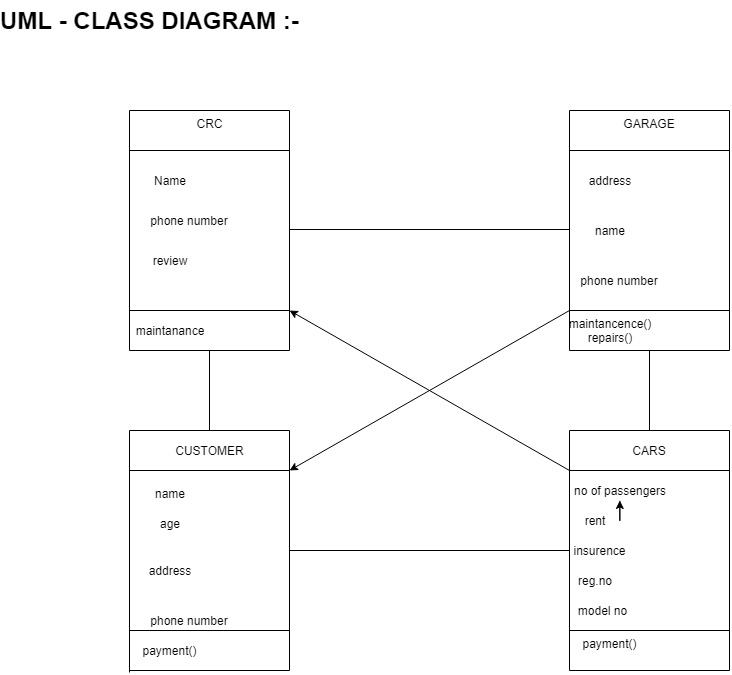 UML - CLASS DIAGRAM :-
CRC
Name
phone number
review
maintanance
GARAGE
address
name
phone number
maintancence()
repairs()
CUSTOMER
name
age
address
phone number
payment()
CARS
no of passengers
rent
insurence
reg.no
model no
payment()